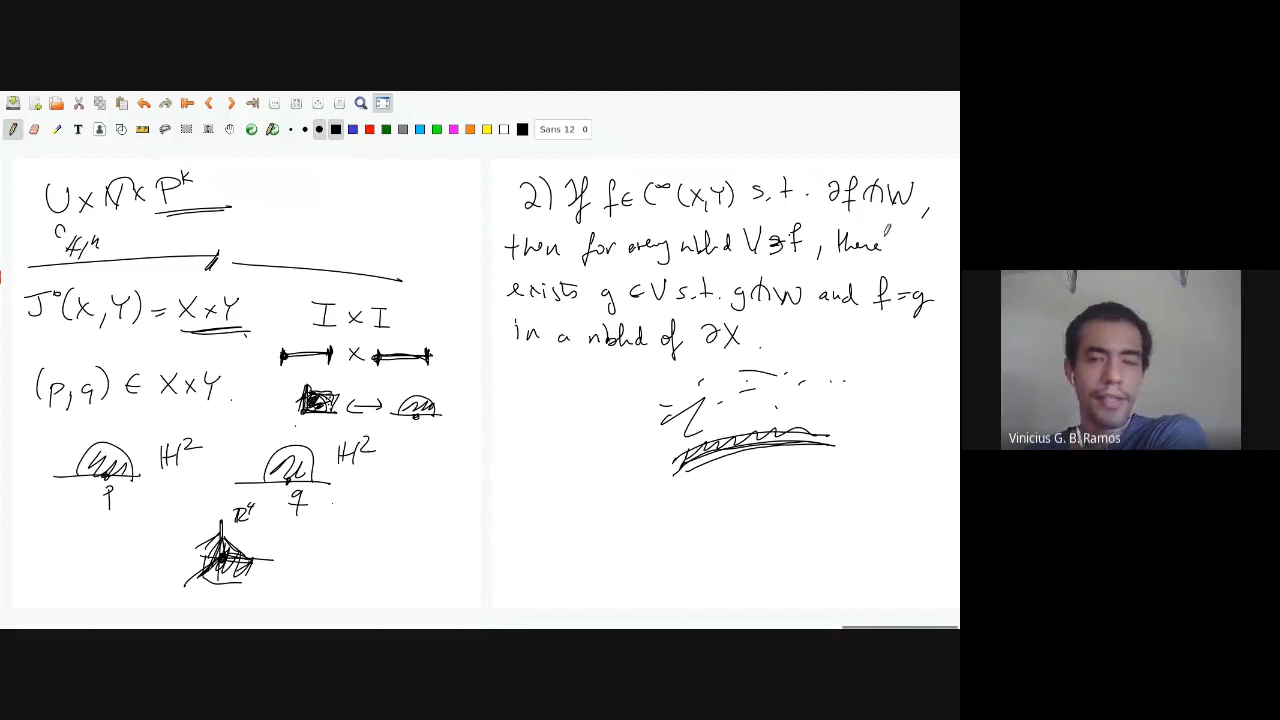 Sans 12 0
U × N × P^k
ℍ^n
J^0(X, Y) = X × Y
I × I
×
(p, q) ∈ X × Y.
ℍ^2
ℍ^2
p
q
ℝ^4
2) If f ∈ C^∞(X, Y) s.t. ∂f ⋔ W,
then for every nbhd V ∋ f, there
exists g ∈ V s.t. g ⋔ W and f = g
in a nbhd of ∂X.
Vinicius G. B. Ramos